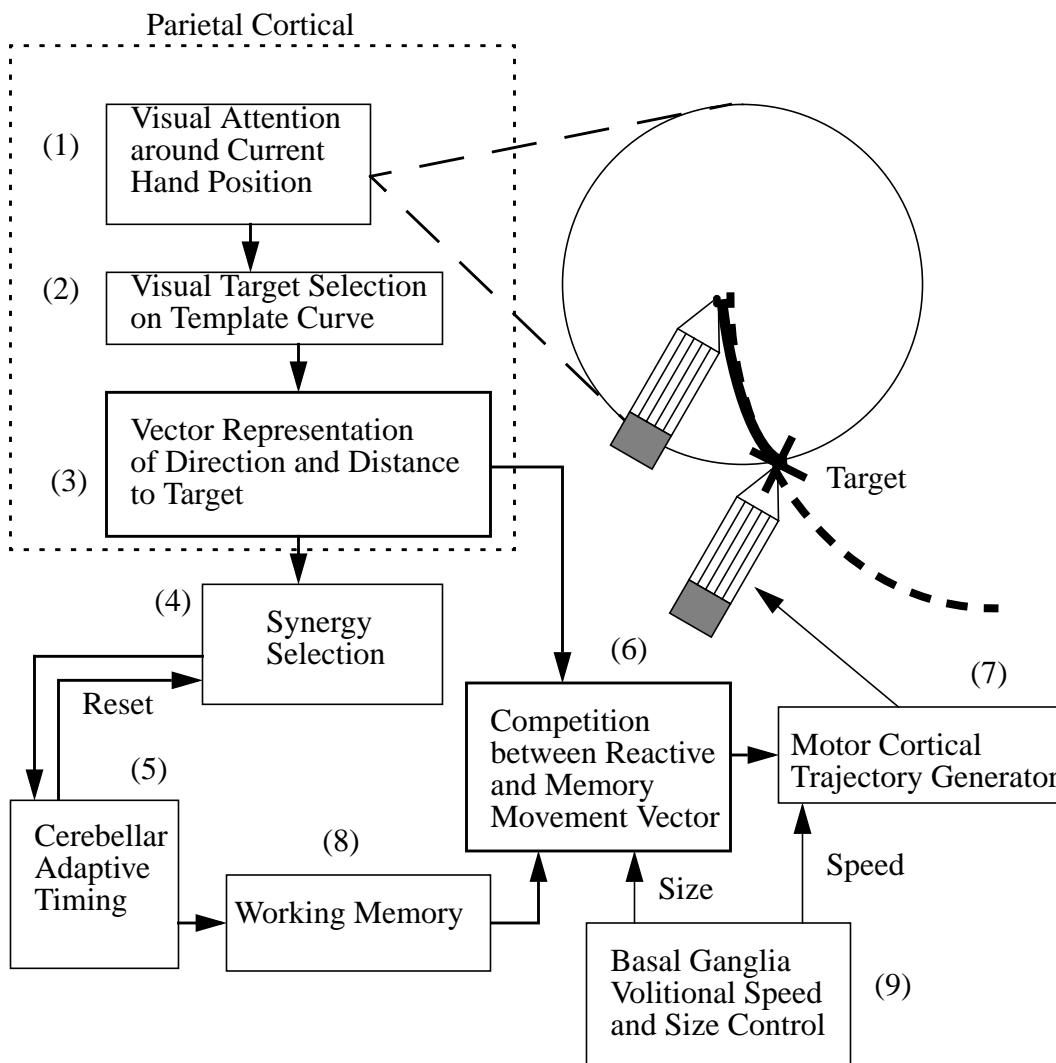 Parietal Cortical
(1)
Visual Attention
around Current
Hand Position
(2)
Visual Target Selection
on Template Curve
(3)
Vector Representation
of Direction and Distance
to Target
Target
(4)
Synergy
Selection
Reset
(5)
Cerebellar
Adaptive
Timing
(6)
Competition
between Reactive
and Memory
Movement Vector
(7)
Motor Cortical
Trajectory Generator
(8)
Working Memory
Size
Speed
Basal Ganglia
Volitional Speed
and Size Control
(9)